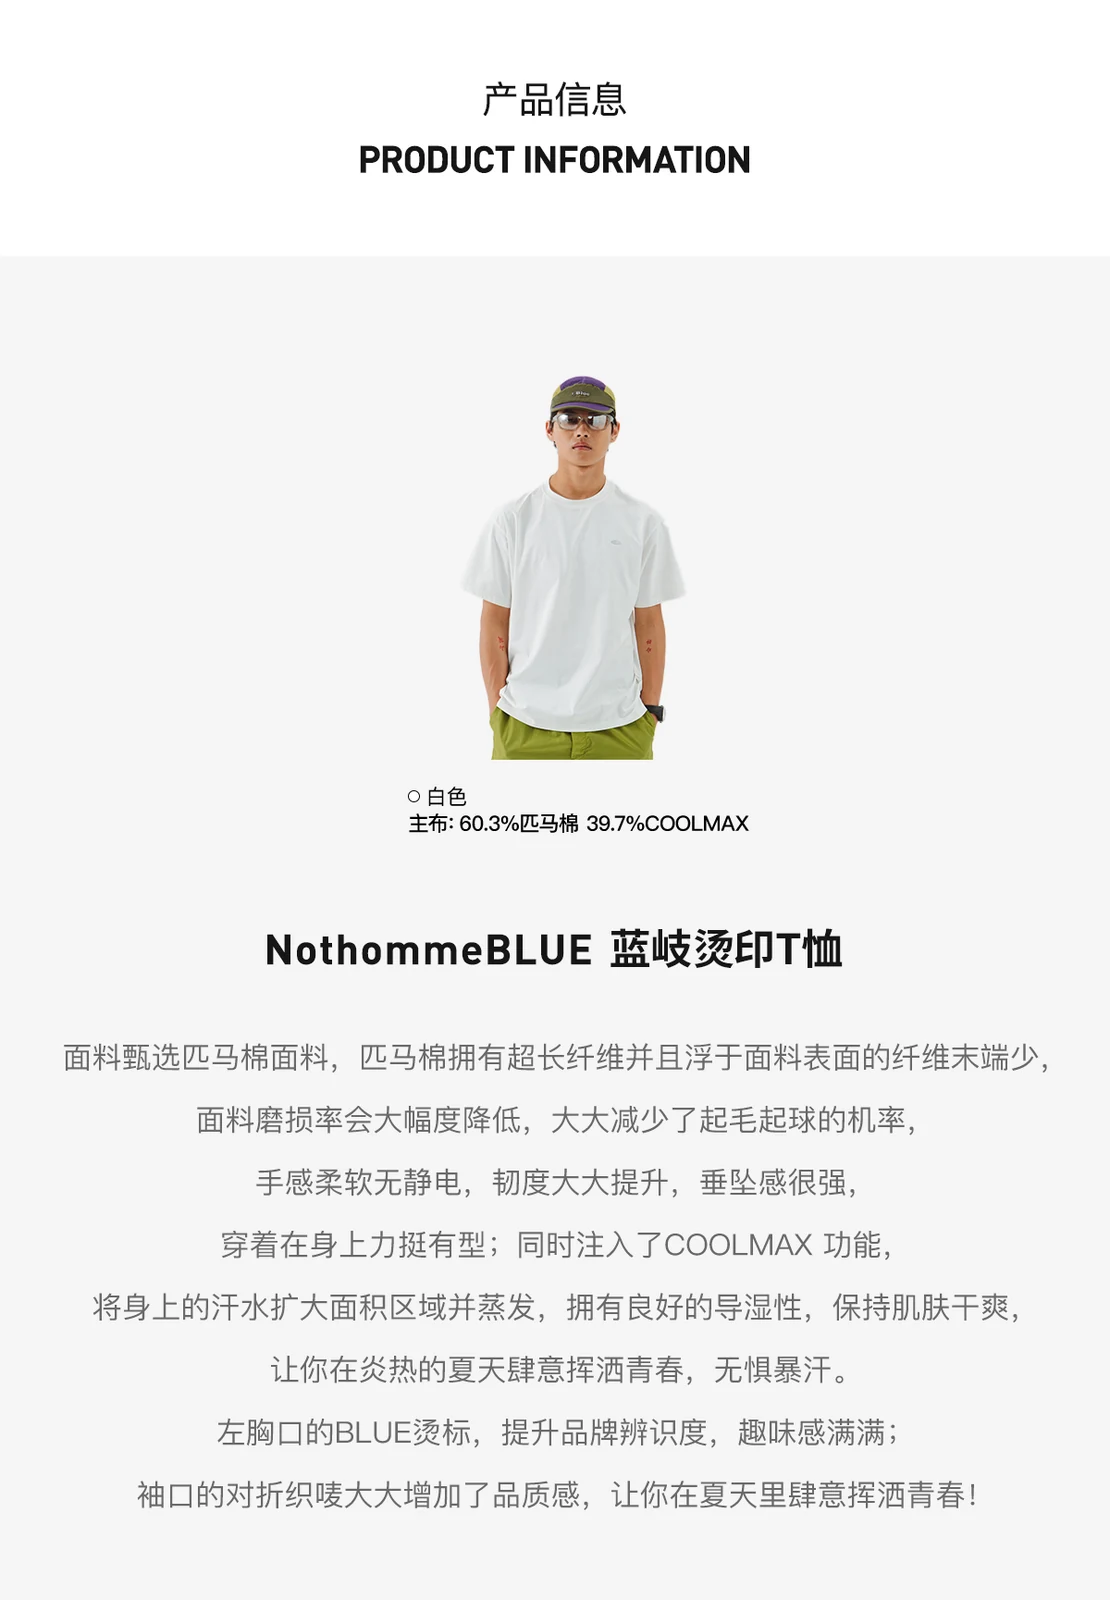 产品信息
PRODUCT INFORMATION
○ 白色
主布: 60.3%匹马棉 39.7%COOLMAX
NothommeBLUE 蓝岐烫印T恤
面料甄选匹马棉面料，匹马棉拥有超长纤维并且浮于面料表面的纤维末端少，
面料磨损率会大幅度降低，大大减少了起毛起球的机率，
手感柔软无静电，韧度大大提升，垂坠感很强，
穿着在身上力挺有型；同时注入了COOLMAX 功能，
将身上的汗水扩大面积区域并蒸发，拥有良好的导湿性，保持肌肤干爽，
让你在炎热的夏天肆意挥洒青春，无惧暴汗。
左胸口的BLUE烫标，提升品牌辨识度，趣味感满满；
袖口的对折织唛大大增加了品质感，让你在夏天里肆意挥洒青春！